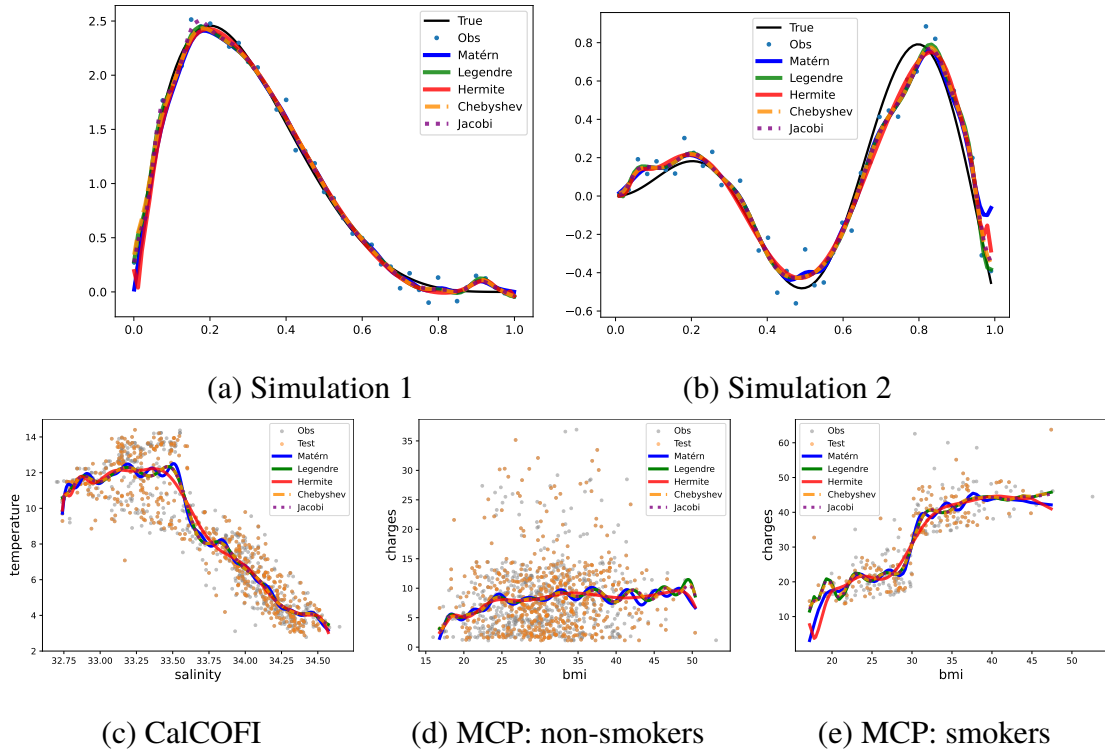 2.5
2.0
1.5
1.0
0.5
0.0
0.0 0.2 0.4 0.6 0.8 1.0
True
Obs
Matérn
Legendre
Hermite
Chebyshev
Jacobi
(a) Simulation 1
0.8
0.6
0.4
0.2
0.0
−0.2
−0.4
−0.6
0.0 0.2 0.4 0.6 0.8 1.0
True
Obs
Matérn
Legendre
Hermite
Chebyshev
Jacobi
(b) Simulation 2
temperature
14
12
10
8
6
4
2
32.75 33.00 33.25 33.50 33.75 34.00 34.25 34.50
salinity
Obs
Test
Matérn
Legendre
Hermite
Chebyshev
Jacobi
(c) CalCOFI
charges
35
30
25
20
15
10
5
0
15 20 25 30 35 40 45 50
bmi
Obs
Test
Matérn
Legendre
Hermite
Chebyshev
Jacobi
(d) MCP: non-smokers
charges
60
50
40
30
20
10
20 25 30 35 40 45 50
bmi
Obs
Test
Matérn
Legendre
Hermite
Chebyshev
Jacobi
(e) MCP: smokers